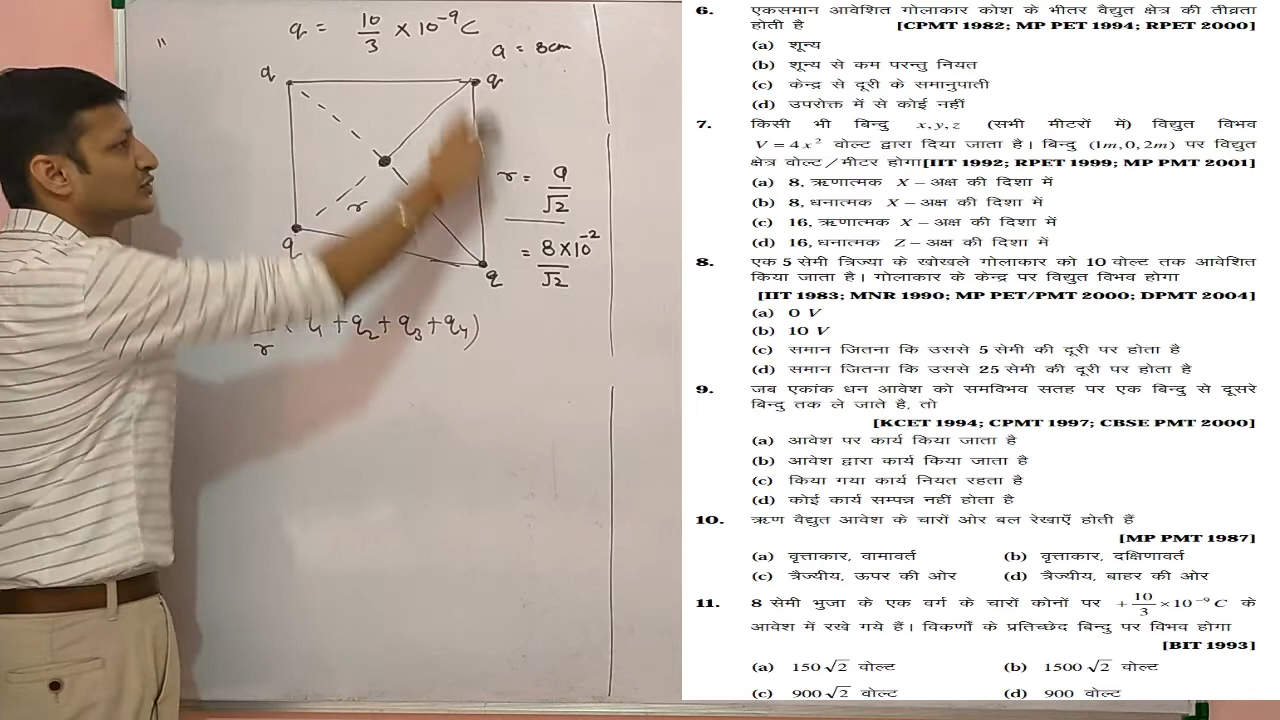 q = 10/3 × 10⁻⁹ C
a = 8cm
q
q
r
q
q
r = a/√2
= 8×10⁻²/√2
r
+ q₂ + q₃ + q₄)
6. एकसमान आवेशित गोलाकार कोश के भीतर वैद्युत क्षेत्र की तीव्रता
होती है [CPMT 1982; MP PET 1994; RPET 2000]
(a) शून्य
(b) शून्य से कम परन्तु नियत
(c) केन्द्र से दूरी के समानुपाती
(d) उपरोक्त में से कोई नहीं
7. किसी भी बिन्दु x, y, z (सभी मीटरों में) विद्युत विभव
V = 4x² वोल्ट द्वारा दिया जाता है। बिन्दु (1m, 0, 2m) पर विद्युत
क्षेत्र वोल्ट/मीटर होगा[IIT 1992; RPET 1999; MP PMT 2001]
(a) 8, ऋणात्मक X – अक्ष की दिशा में
(b) 8, धनात्मक X – अक्ष की दिशा में
(c) 16, ऋणात्मक X – अक्ष की दिशा में
(d) 16, धनात्मक Z – अक्ष की दिशा में
8. एक 5 सेमी त्रिज्या के खोखले गोलाकार को 10 वोल्ट तक आवेशित
किया जाता है। गोलाकार के केन्द्र पर विद्युत विभव होगा
[IIT 1983; MNR 1990; MP PET/PMT 2000; DPMT 2004]
(a) 0 V
(b) 10 V
(c) समान जितना कि उससे 5 सेमी की दूरी पर होता है
(d) समान जितना कि उससे 25 सेमी की दूरी पर होता है
9. जब एकांक धन आवेश को समविभव सतह पर एक बिन्दु से दूसरे
बिन्दु तक ले जाते है, तो
[KCET 1994; CPMT 1997; CBSE PMT 2000]
(a) आवेश पर कार्य किया जाता है
(b) आवेश द्वारा कार्य किया जाता है
(c) किया गया कार्य नियत रहता है
(d) कोई कार्य सम्पन्न नहीं होता है
10. ऋण वैद्युत आवेश के चारों ओर बल रेखाएँ होती हैं
[MP PMT 1987]
(a) वृत्ताकार, वामावर्त (b) वृत्ताकार, दक्षिणावर्त
(c) त्रैज्यीय, ऊपर की ओर (d) त्रैज्यीय, बाहर की ओर
11. 8 सेमी भुजा के एक वर्ग के चारों कोनों पर +10/3 ×10⁻⁹ C के
आवेश में रखे गये हैं। विकर्णों के प्रतिच्छेद बिन्दु पर विभव होगा
[BIT 1993]
(a) 150√2 वोल्ट (b) 1500√2 वोल्ट
(c) 900√2 वोल्ट (d) 900 वोल्ट